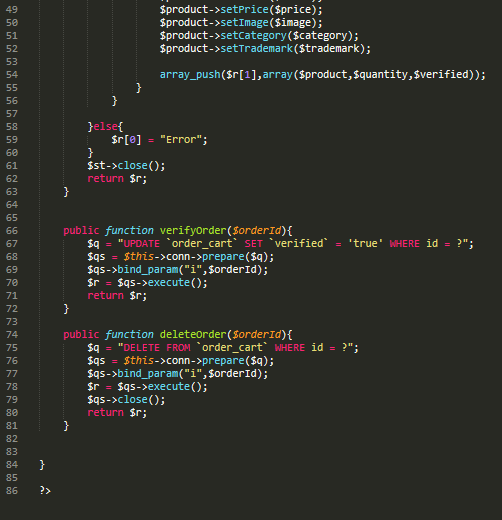 49 $product->setPrice($price);
50 $product->setImage($image);
51 $product->setCategory($category);
52 $product->setTrademark($trademark);
53
54 array_push($r[1],array($product,$quantity,$verified));
55 }
56 }
57
58 }else{
59 $r[0] = "Error";
60 }
61 $st->close();
62 return $r;
63 }
64
65
66 public function verifyOrder($orderId){
67 $q = "UPDATE `order_cart` SET `verified` = 'true' WHERE id = ?";
68 $qs = $this->conn->prepare($q);
69 $qs->bind_param("i",$orderId);
70 $r = $qs->execute();
71 return $r;
72 }
73
74 public function deleteOrder($orderId){
75 $q = "DELETE FROM `order_cart` WHERE id = ?";
76 $qs = $this->conn->prepare($q);
77 $qs->bind_param("i",$orderId);
78 $r = $qs->execute();
79 $qs->close();
80 return $r;
81 }
82
83
84 }
85
86 ?>